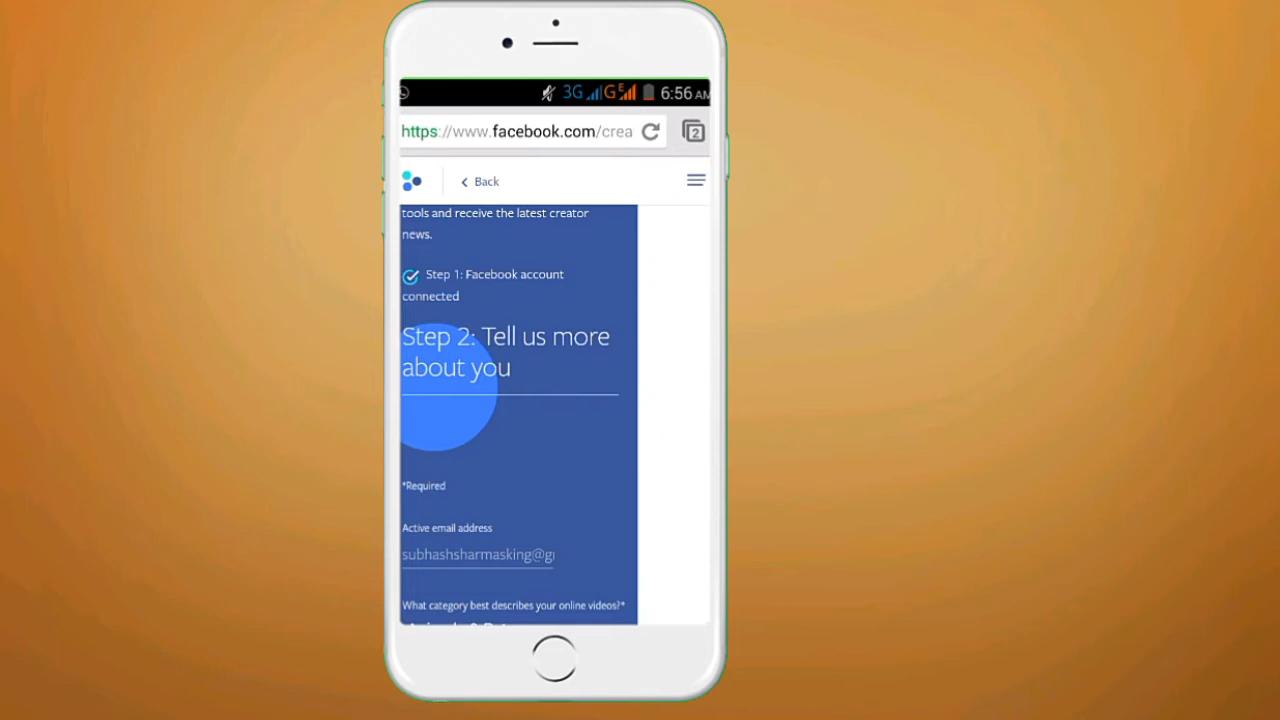 3G G E 6:56 AM
https://www.facebook.com/crea
2
Back
tools and receive the latest creator
news.
Step 1: Facebook account
connected
Step 2: Tell us more
about you
*Required
Active email address
subhashsharmasking@g
What category best describes your online videos?*